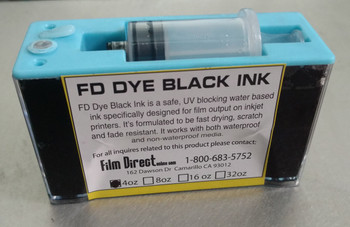 FD DYE BLACK INK
FD Dye Black Ink is a safe, UV blocking water based
ink specifically designed for film output on inkjet
printers. It's formulated to be fast drying, scratch
and fade resistant. It works with both waterproof
and non-waterproof media.
For all inquires related to this product please contact:
Film Direct online.com 1-800-683-5752
162 Dawson Dr. Camarillo CA 93012
4oz 8oz 16 oz 32oz